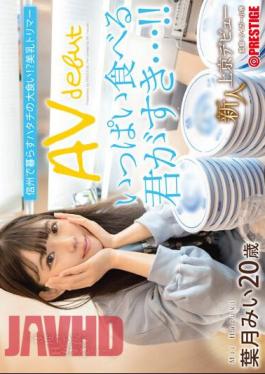 信州で暮らすハタチの大食い!?美乳トリマー
AV debut
いっぱい食べる
君がすき…!!
新人
上京デビュー
PRESTIGE
葉月みい20歳
JAVHD